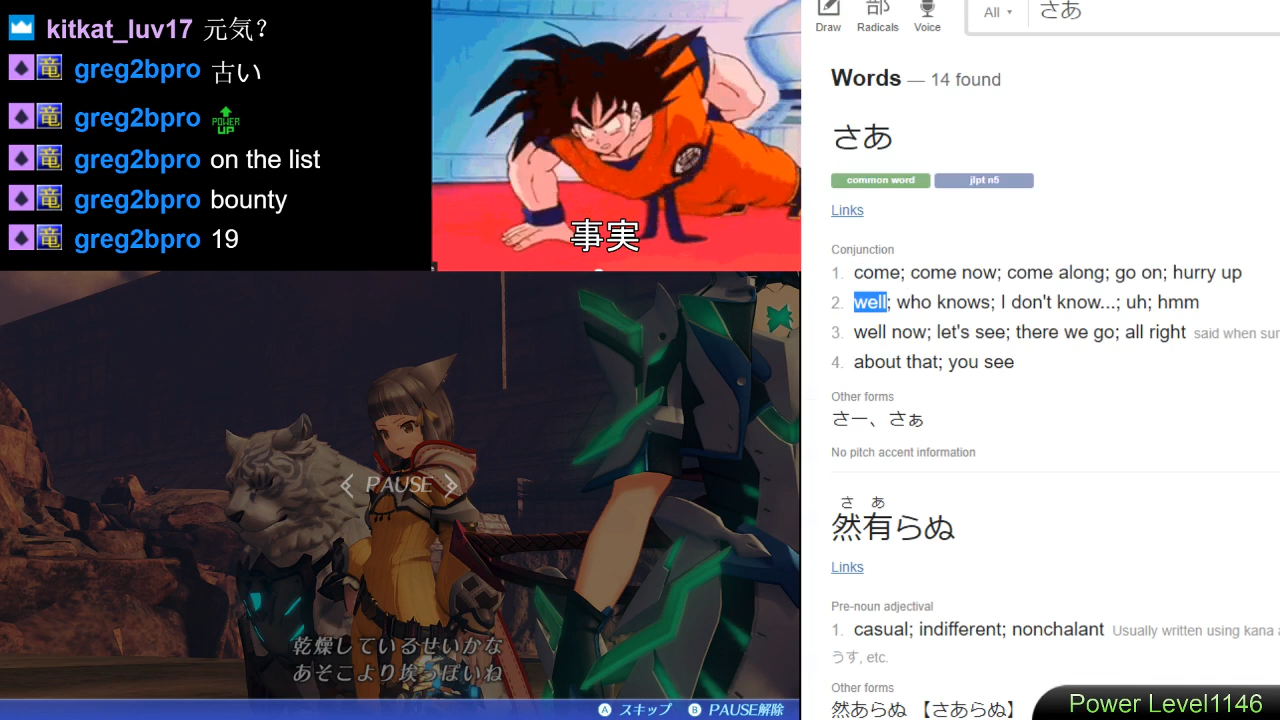 kitkat_luv17 元気?
竜 greg2bpro 古い
竜 greg2bpro POWER UP
竜 greg2bpro on the list
竜 greg2bpro bounty
竜 greg2bpro 19
事実
PAUSE
乾燥しているせいかな
あそこより埃っぽいね
A スキップ B PAUSE解除
部
Draw Radicals Voice
All ▾ さあ
Words — 14 found
さあ
common word jlpt n5
Links
Conjunction
1. come; come now; come along; go on; hurry up
2. well; who knows; I don't know...; uh; hmm
3. well now; let's see; there we go; all right said when sum
4. about that; you see
Other forms
さー、さぁ
No pitch accent information
さ あ
然有らぬ
Links
Pre-noun adjectival
1. casual; indifferent; nonchalant Usually written using kana a
うす, etc.
Other forms
然あらぬ 【さあらぬ】
Power Level1146